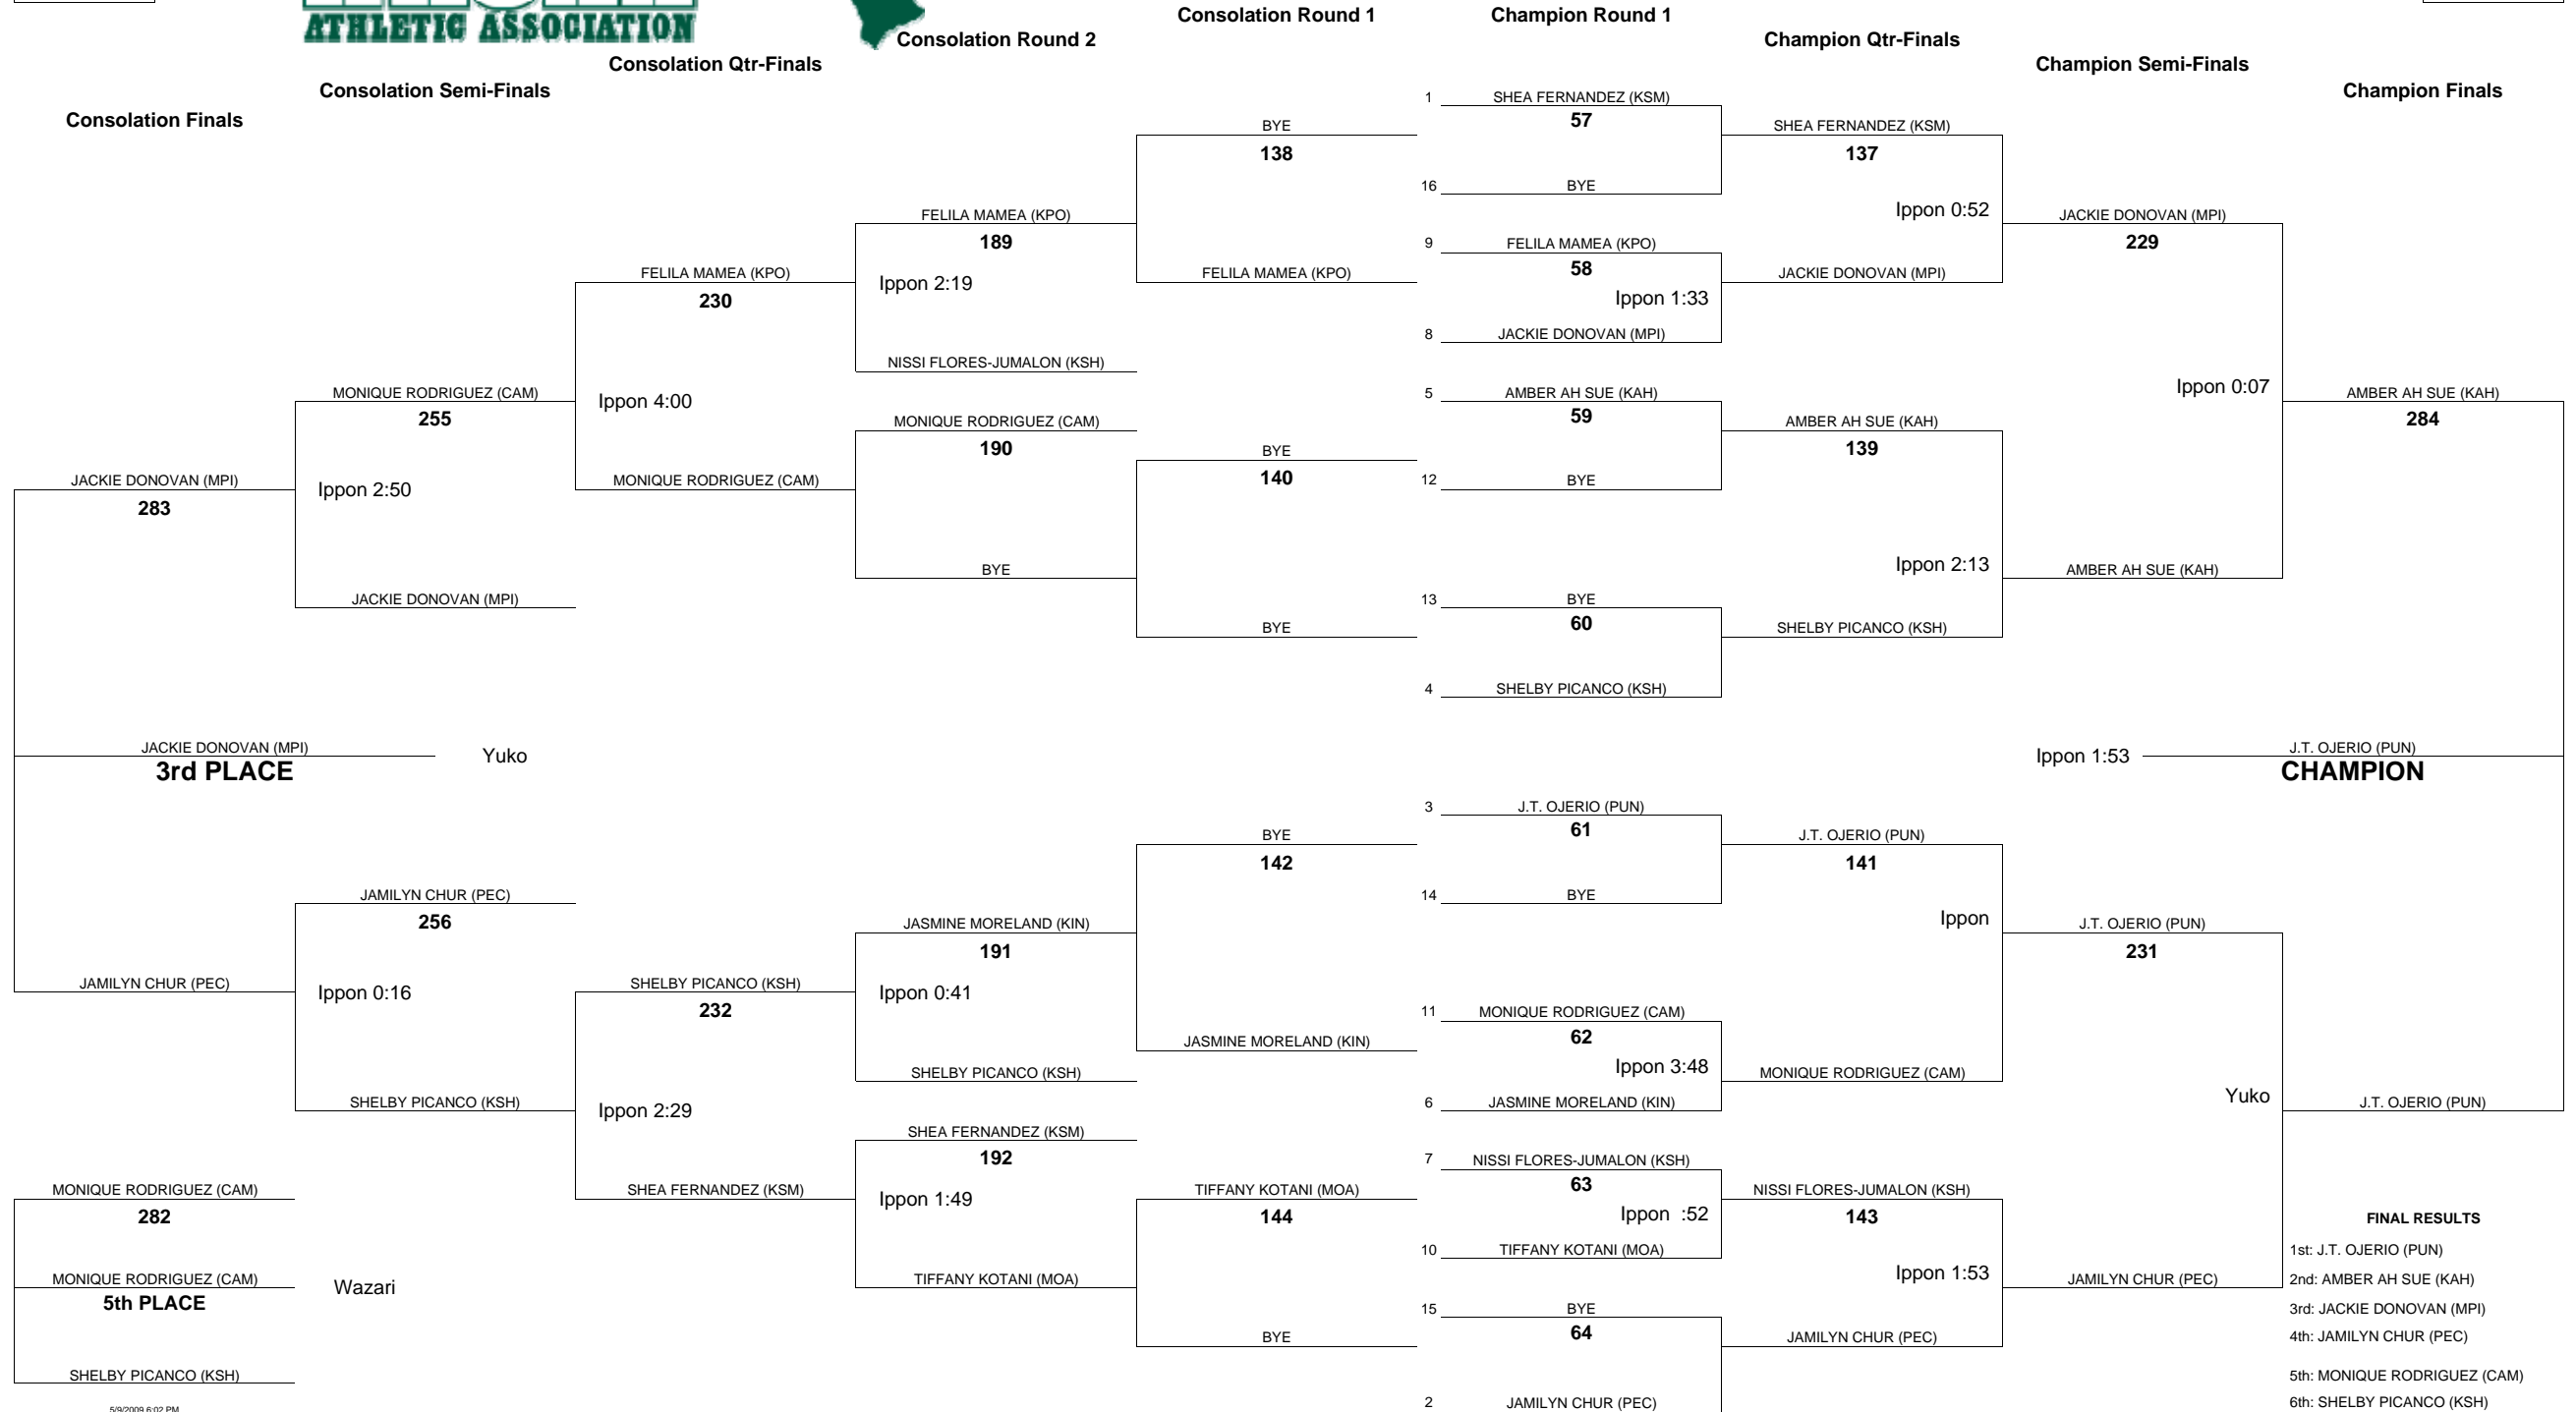 ATHLETIC ASSOCIATION
Consolation Round 1
Champion Round 1
Consolation Round 2
Champion Qtr-Finals
Consolation Qtr-Finals
Champion Semi-Finals
Consolation Semi-Finals
Champion Finals
Consolation Finals
1 SHEA FERNANDEZ (KSM)
57
16 BYE
9 FELILA MAMEA (KPO)
58
Ippon 1:33
8 JACKIE DONOVAN (MPI)
5 AMBER AH SUE (KAH)
59
12 BYE
13 BYE
60
4 SHELBY PICANCO (KSH)
3 J.T. OJERIO (PUN)
61
14 BYE
11 MONIQUE RODRIGUEZ (CAM)
62
Ippon 3:48
6 JASMINE MORELAND (KIN)
7 NISSI FLORES-JUMALON (KSH)
63
Ippon :52
10 TIFFANY KOTANI (MOA)
15 BYE
64
2 JAMILYN CHUR (PEC)
SHEA FERNANDEZ (KSM)
137
Ippon 0:52
JACKIE DONOVAN (MPI)
AMBER AH SUE (KAH)
139
Ippon 2:13
SHELBY PICANCO (KSH)
J.T. OJERIO (PUN)
141
Ippon
MONIQUE RODRIGUEZ (CAM)
NISSI FLORES-JUMALON (KSH)
143
Ippon 1:53
JAMILYN CHUR (PEC)
JACKIE DONOVAN (MPI)
229
Ippon 0:07
AMBER AH SUE (KAH)
J.T. OJERIO (PUN)
231
Yuko
JAMILYN CHUR (PEC)
AMBER AH SUE (KAH)
284
Ippon 1:53
J.T. OJERIO (PUN)
CHAMPION
J.T. OJERIO (PUN)
BYE
138
FELILA MAMEA (KPO)
BYE
140
BYE
BYE
142
JASMINE MORELAND (KIN)
TIFFANY KOTANI (MOA)
144
BYE
FELILA MAMEA (KPO)
189
Ippon 2:19
NISSI FLORES-JUMALON (KSH)
MONIQUE RODRIGUEZ (CAM)
190
BYE
JASMINE MORELAND (KIN)
191
Ippon 0:41
SHELBY PICANCO (KSH)
SHEA FERNANDEZ (KSM)
192
Ippon 1:49
TIFFANY KOTANI (MOA)
FELILA MAMEA (KPO)
230
Ippon 4:00
MONIQUE RODRIGUEZ (CAM)
SHELBY PICANCO (KSH)
232
Ippon 2:29
SHEA FERNANDEZ (KSM)
MONIQUE RODRIGUEZ (CAM)
255
Ippon 2:50
JACKIE DONOVAN (MPI)
JAMILYN CHUR (PEC)
256
Ippon 0:16
SHELBY PICANCO (KSH)
JACKIE DONOVAN (MPI)
283
JACKIE DONOVAN (MPI)
3rd PLACE
Yuko
JAMILYN CHUR (PEC)
MONIQUE RODRIGUEZ (CAM)
282
MONIQUE RODRIGUEZ (CAM)
5th PLACE
Wazari
SHELBY PICANCO (KSH)
FINAL RESULTS
1st: J.T. OJERIO (PUN)
2nd: AMBER AH SUE (KAH)
3rd: JACKIE DONOVAN (MPI)
4th: JAMILYN CHUR (PEC)
5th: MONIQUE RODRIGUEZ (CAM)
6th: SHELBY PICANCO (KSH)
5/9/2009 6:02 PM